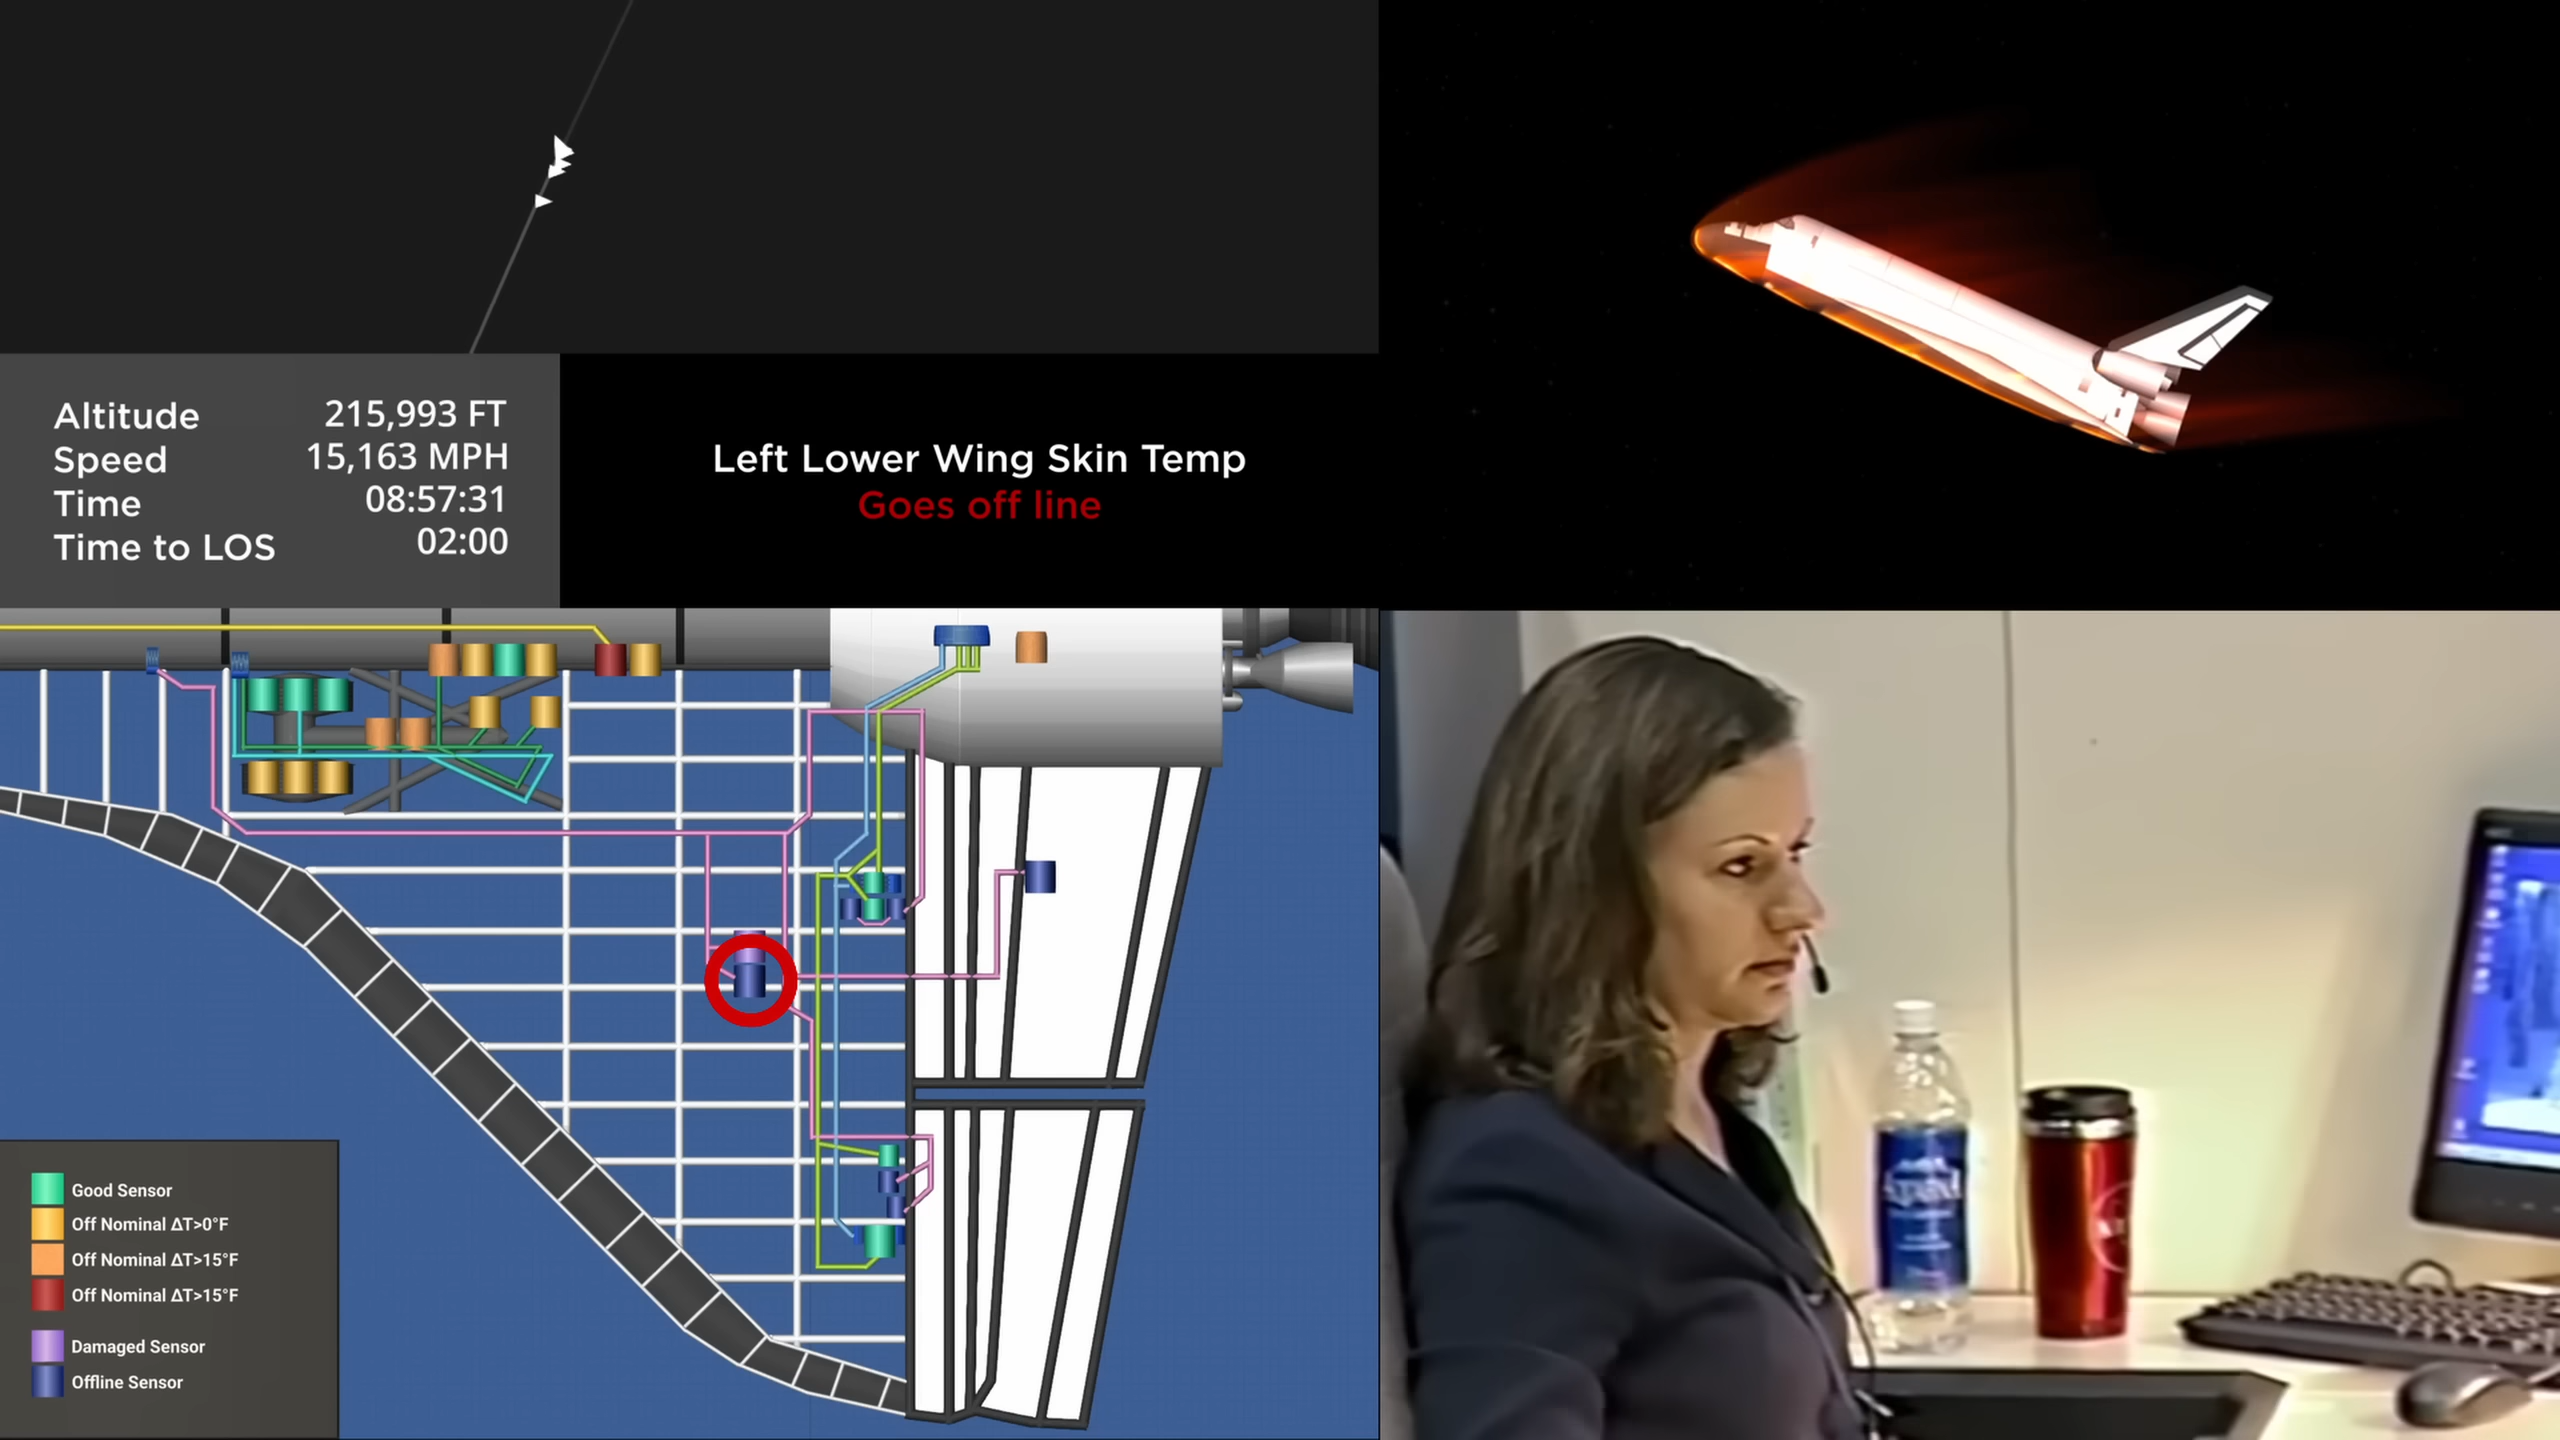 Altitude 215,993 FT
Speed 15,163 MPH
Time 08:57:31
Time to LOS 02:00
Left Lower Wing Skin Temp
Goes off line
Good Sensor
Off Nominal ΔT>0°F
Off Nominal ΔT>15°F
Off Nominal ΔT>15°F
Damaged Sensor
Offline Sensor